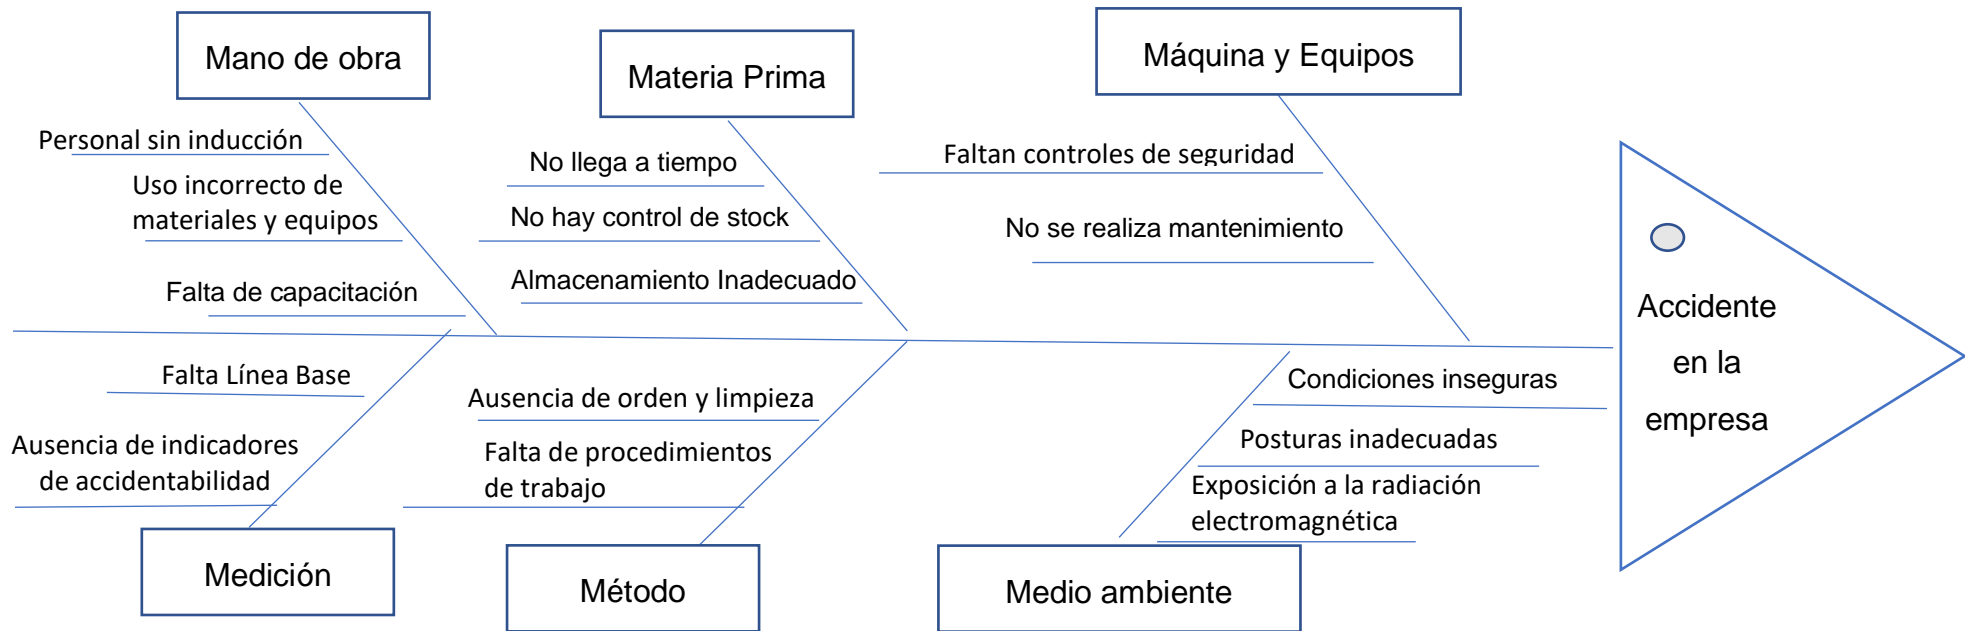 Mano de obra
Personal sin inducción
Uso incorrecto de
materiales y equipos
Falta de capacitación
Materia Prima
No llega a tiempo
No hay control de stock
Almacenamiento Inadecuado
Máquina y Equipos
Faltan controles de seguridad
No se realiza mantenimiento
Accidente
en la
empresa
Falta Línea Base
Ausencia de indicadores
de accidentabilidad
Medición
Ausencia de orden y limpieza
Falta de procedimientos
de trabajo
Método
Condiciones inseguras
Posturas inadecuadas
Exposición a la radiación
electromagnética
Medio ambiente